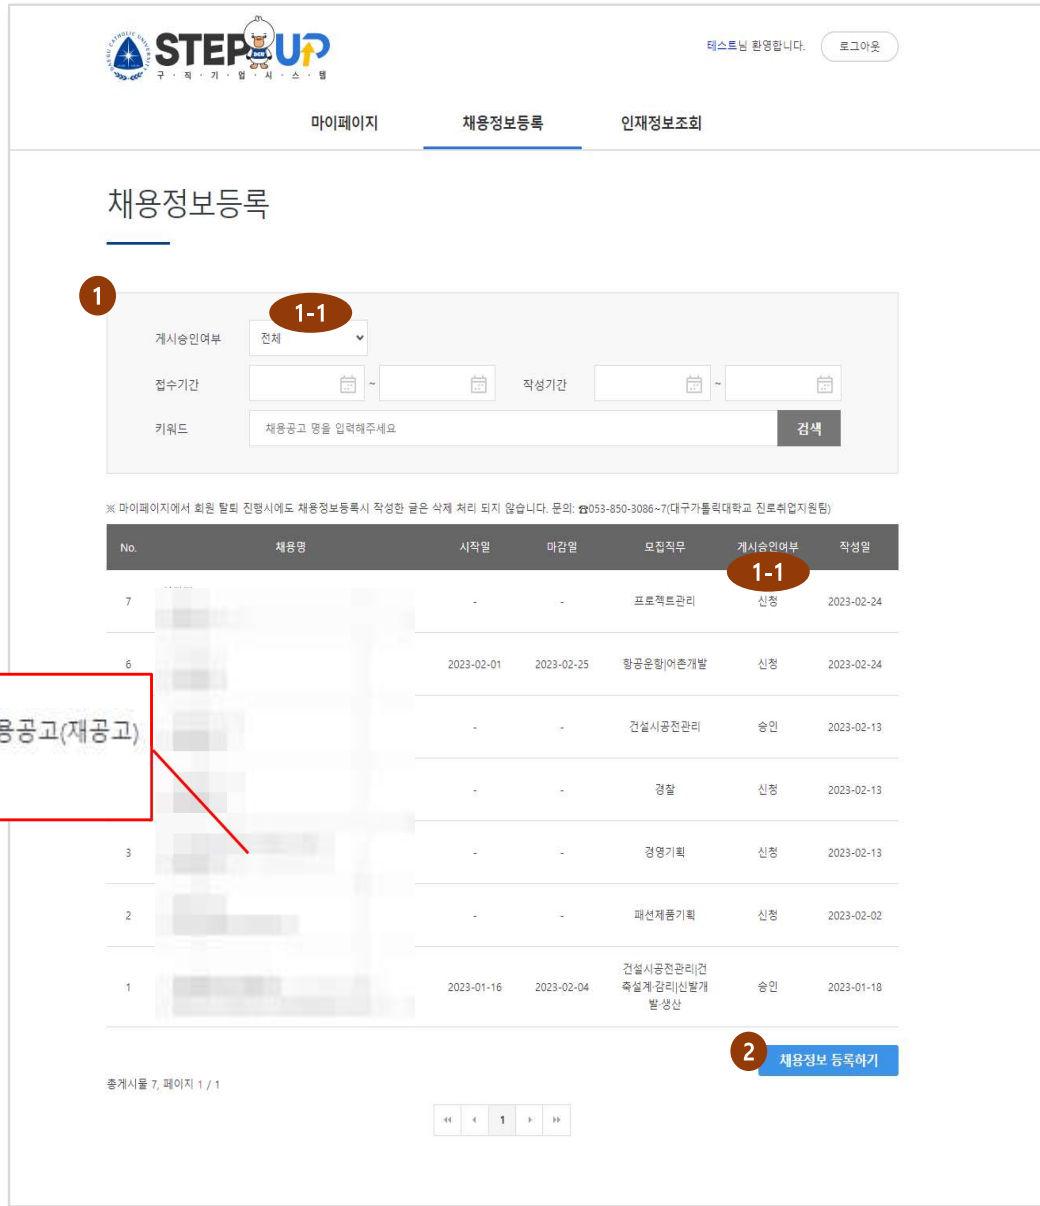 DAEGU CATHOLIC UNIVERSITY
STEP UP
DCU
구·직·기·업·시·스·템
테스트님 환영합니다.
로그아웃
마이페이지 채용정보등록 인재정보조회
채용정보등록
1
1-1
게시승인여부 전체
접수기간 ~ 작성기간 ~
키워드 채용공고 명을 입력해주세요 검색
※ 마이페이지에서 회원 탈퇴 진행시에도 채용정보등록시 작성한 글은 삭제 처리 되지 않습니다. 문의: ☎053-850-3086~7(대구가톨릭대학교 진로취업지원팀)
No. 채용명 시작일 마감일 모집직무 게시승인여부 작성일
1-1
7 - - 프로젝트관리 신청 2023-02-24
6 2023-02-01 2023-02-25 항공운항|어촌개발 신청 2023-02-24
- - 건설시공전관리 승인 2023-02-13
용공고(재공고)
- - 경찰 신청 2023-02-13
3 - - 경영기획 신청 2023-02-13
2 - - 패션제품기획 신청 2023-02-02
1 2023-01-16 2023-02-04 건설시공전관리|건
축설계·감리|신발개
발·생산 승인 2023-01-18
2 채용정보 등록하기
총게시물 7, 페이지 1 / 1
1